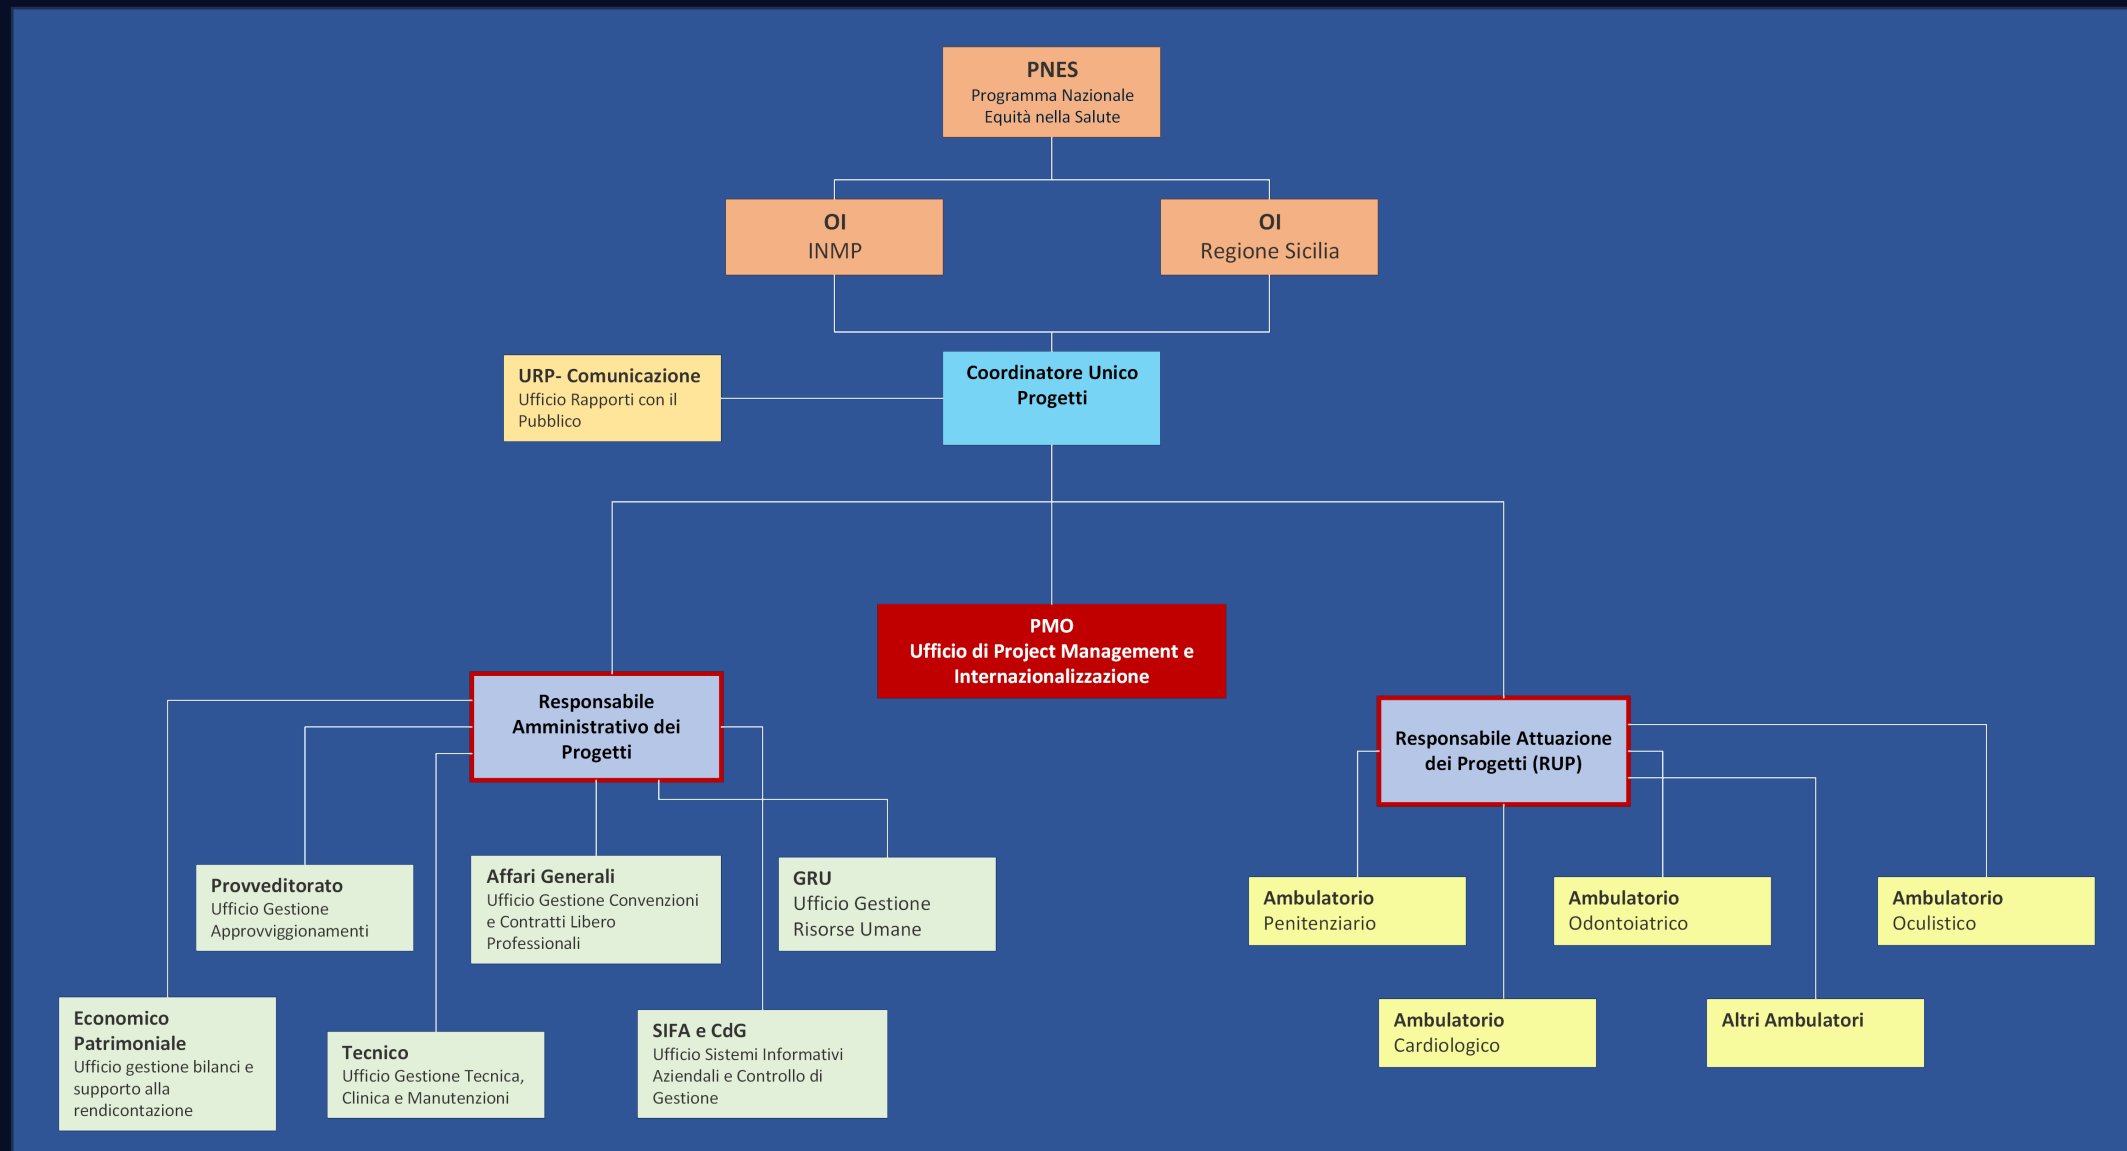 PNES
Programma Nazionale
Equità nella Salute
OI
INMP
OI
Regione Sicilia
URP- Comunicazione
Ufficio Rapporti con il
Pubblico
Coordinatore Unico
Progetti
PMO
Ufficio di Project Management e
Internazionalizzazione
Responsabile
Amministrativo dei
Progetti
Responsabile Attuazione
dei Progetti (RUP)
Provveditorato
Ufficio Gestione
Approvviggionamenti
Affari Generali
Ufficio Gestione Convenzioni
e Contratti Libero
Professionali
GRU
Ufficio Gestione
Risorse Umane
Ambulatorio
Penitenziario
Ambulatorio
Odontoiatrico
Ambulatorio
Oculistico
Economico
Patrimoniale
Ufficio gestione bilanci e
supporto alla
rendicontazione
Tecnico
Ufficio Gestione Tecnica,
Clinica e Manutenzioni
SIFA e CdG
Ufficio Sistemi Informativi
Aziendali e Controllo di
Gestione
Ambulatorio
Cardiologico
Altri Ambulatori